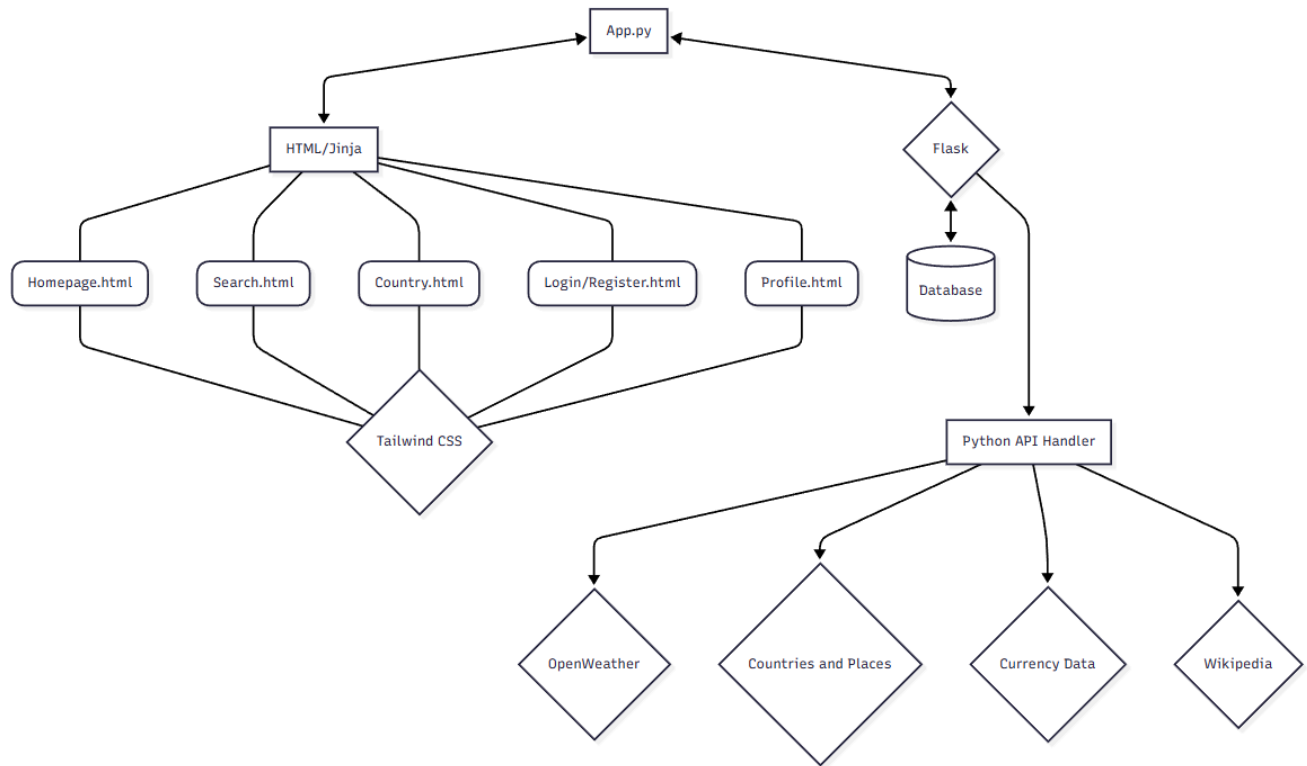 App.py
HTML/Jinja
Flask
Homepage.html
Search.html
Country.html
Login/Register.html
Profile.html
Database
Tailwind CSS
Python API Handler
OpenWeather
Countries and Places
Currency Data
Wikipedia